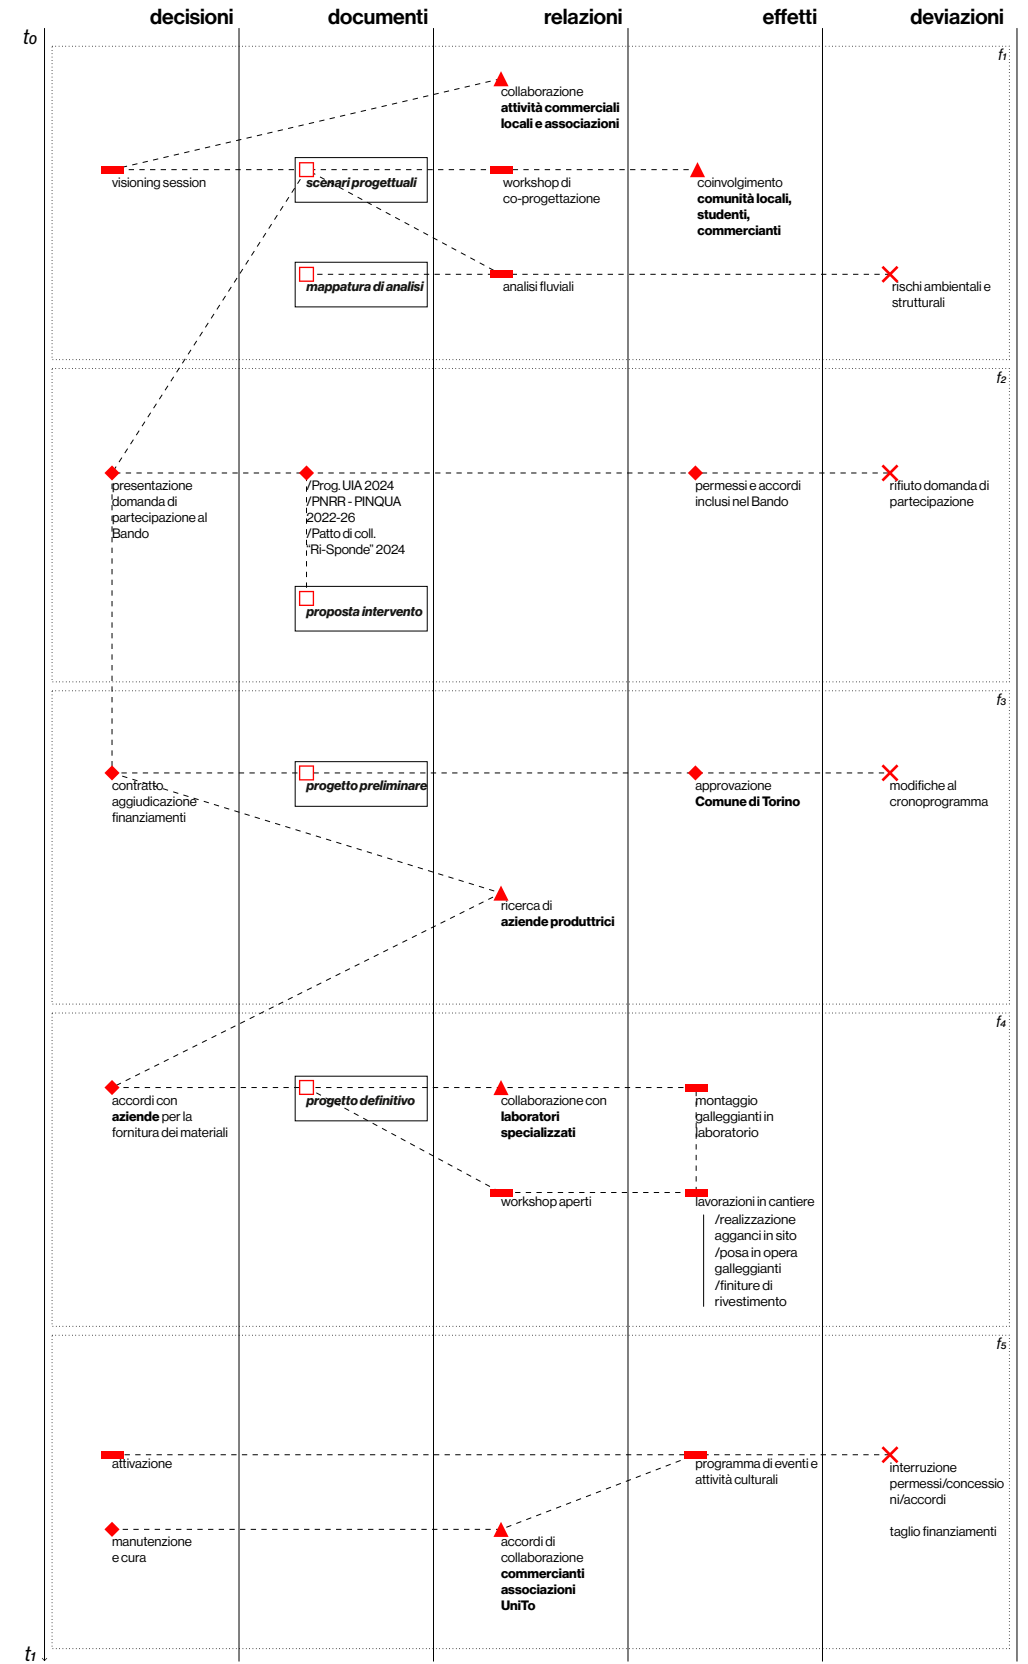 decisioni
documenti
relazioni
effetti
deviazioni
t0
f1
collaborazione
attività commerciali
locali e associazioni
visioning session
scenari progettuali
workshop di
co-progettazione
coinvolgimento
comunità locali,
studenti,
commercianti
mappatura di analisi
analisi fluviali
rischi ambientali e
strutturali
f2
presentazione
domanda di
partecipazione al
Bando
/Prog. UIA 2024
/PNRR - PINQUA
2022-26
/Patto di coll.
"Ri-Sponde" 2024
permessi e accordi
inclusi nel Bando
rifiuto domanda di
partecipazione
proposta intervento
f3
contratto
aggiudicazione
finanziamenti
progetto preliminare
approvazione
Comune di Torino
modifiche al
cronoprogramma
ricerca di
aziende produttrici
f4
accordi con
aziende per la
fornitura dei materiali
progetto definitivo
collaborazione con
laboratori
specializzati
montaggio
galleggianti in
laboratorio
workshop aperti
lavorazioni in cantiere
/realizzazione
agganci in sito
/posa in opera
galleggianti
/finiture di
rivestimento
f5
attivazione
programma di eventi e
attività culturali
interruzione
permessi/concessio
ni/accordi
taglio finanziamenti
manutenzione
e cura
accordi di
collaborazione
commercianti
associazioni
UniTo
t1